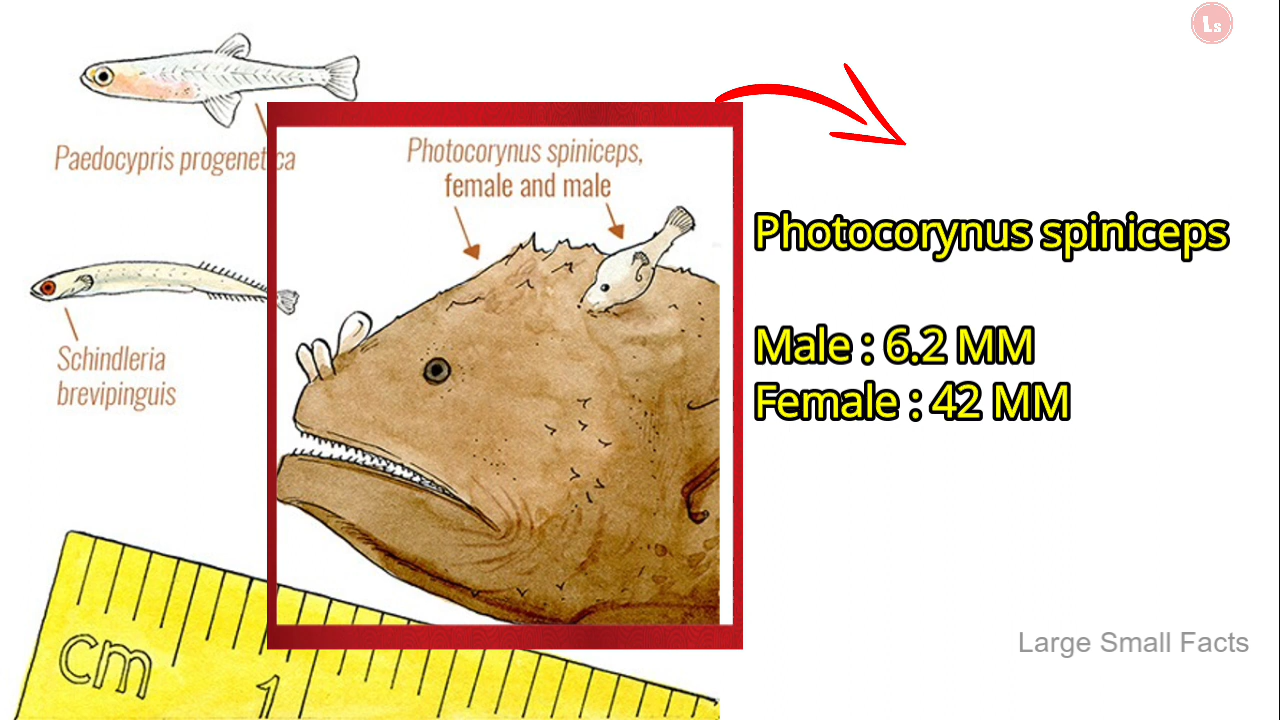 Ls
Paedocypris progenetica
Photocorynus spiniceps,
female and male
Photocorynus spiniceps
Male : 6.2 MM
Female : 42 MM
Schindleria
brevipinguis
cm
1
Large Small Facts